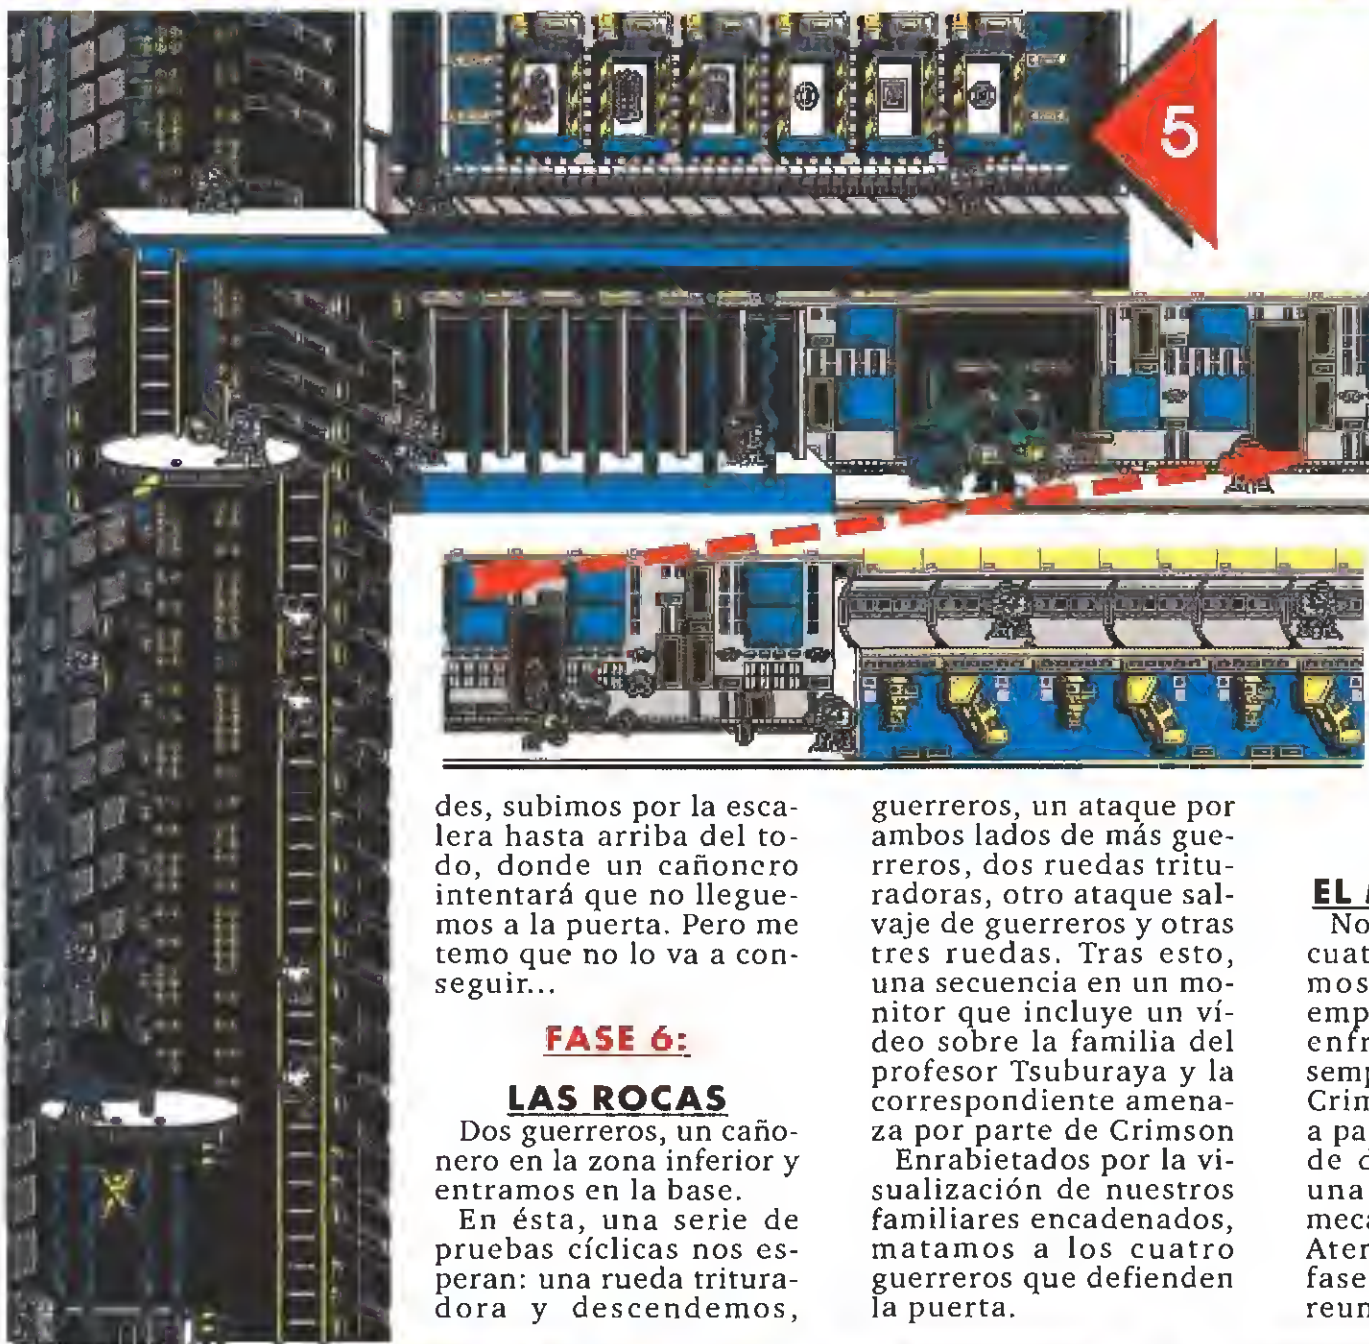 5
des, subimos por la esca-
lera hasta arriba del to-
do, donde un cañoncro
intentará que no llegue-
mos a la puerta. Pero me
temo que no lo va a con-
seguir...
FASE 6:
LAS ROCAS
Dos guerreros, un caño-
nero en la zona inferior y
entramos en la base.
En ésta, una serie de
pruebas cíclicas nos es-
peran: una rueda tritura-
dora y descendemos,
guerreros, un ataque por
ambos lados de más gue-
rreros, dos ruedas tritu-
radoras, otro ataque sal-
vaje de guerreros y otras
tres ruedas. Tras esto,
una secuencia en un mo-
nitor que incluye un ví-
deo sobre la familia del
profesor Tsuburaya y la
correspondiente amena-
za por parte de Crimson
Enrabietados por la vi-
sualización de nuestros
familiares encadenados,
matamos a los cuatro
guerreros que defienden
la puerta.
EL
No
cuat
mos
emp
enfr
semp
Crim
a pa
de d
una
meca
Aten
fase
reun